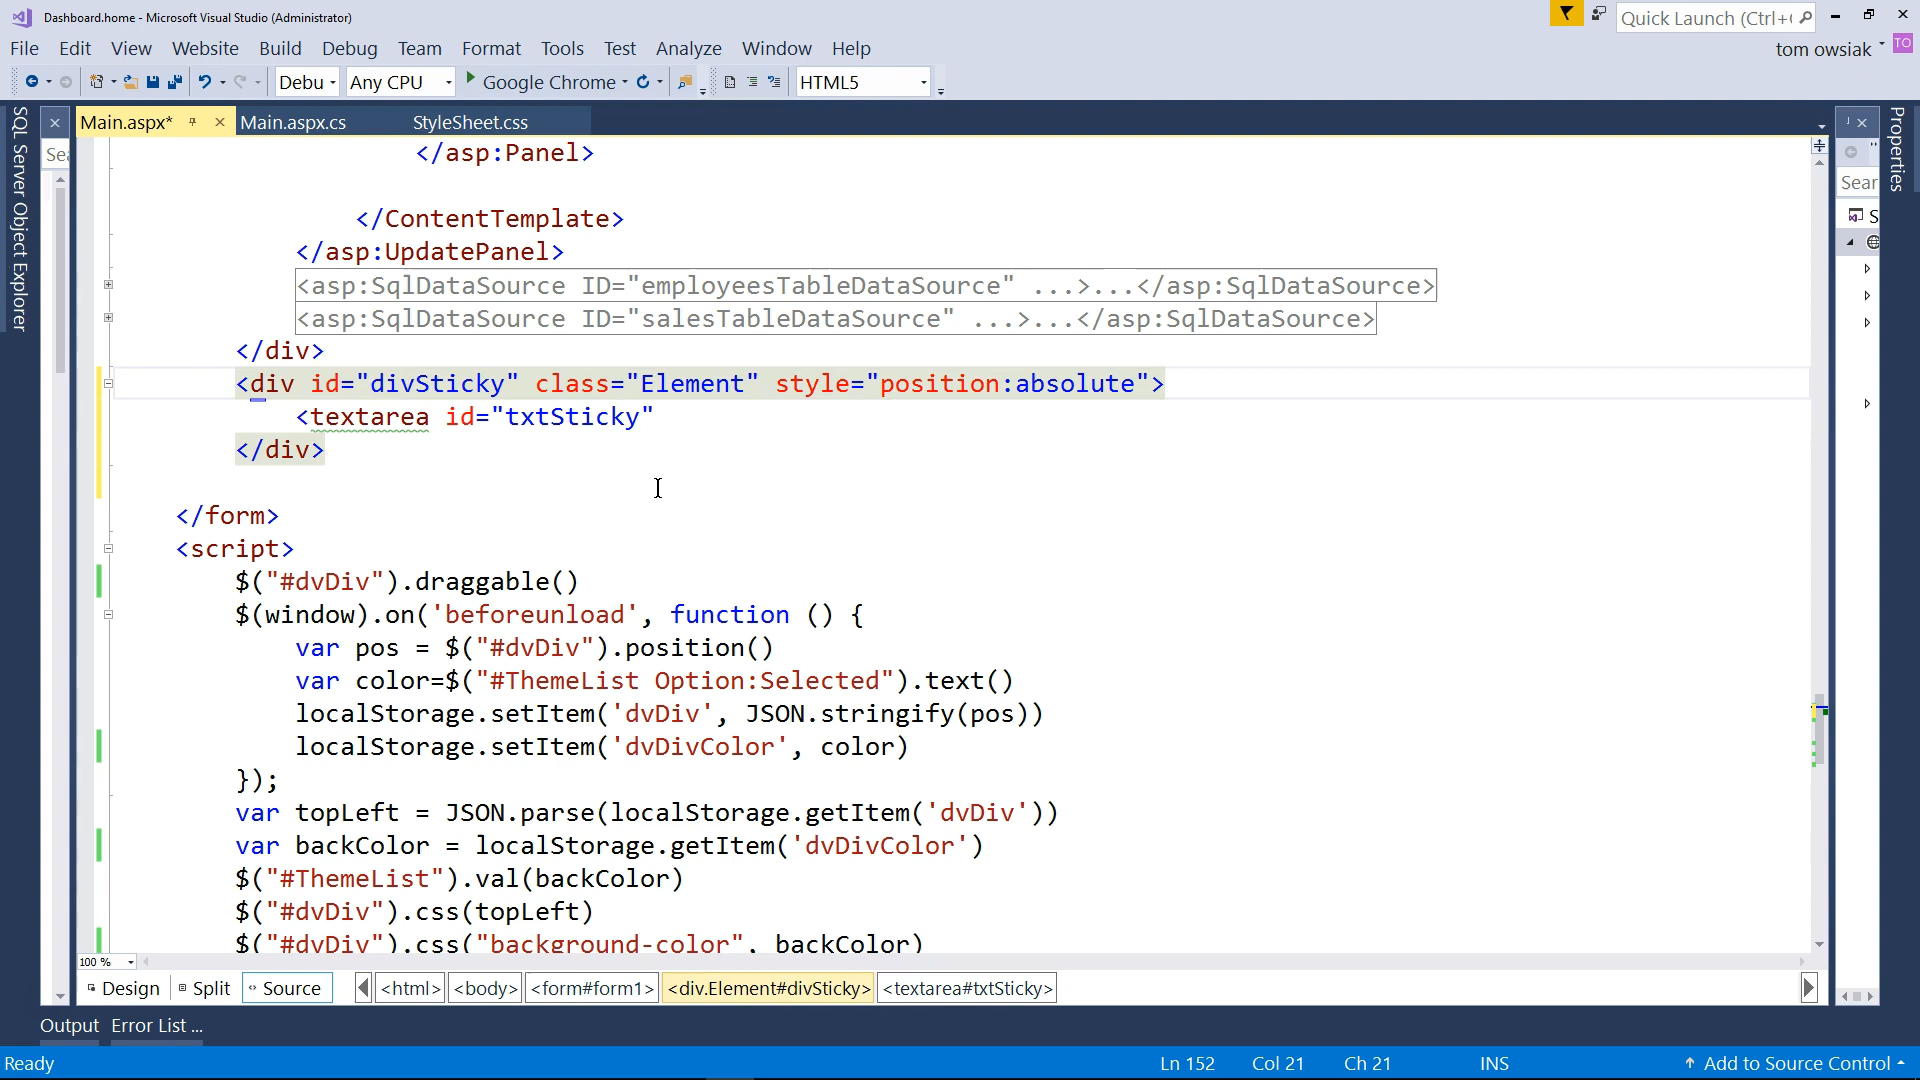 Dashboard.home - Microsoft Visual Studio (Administrator)
Quick Launch (Ctrl+
File Edit View Website Build Debug Team Format Tools Test Analyze Window Help
tom owsiak TO
Debu Any CPU Google Chrome HTML5
Main.aspx* Main.aspx.cs StyleSheet.css
SQL Server Object Explorer
Sea
Properties
Sear
S
</asp:Panel>
</ContentTemplate>
</asp:UpdatePanel>
<asp:SqlDataSource ID="employeesTableDataSource" ...>...</asp:SqlDataSource>
<asp:SqlDataSource ID="salesTableDataSource" ...>...</asp:SqlDataSource>
</div>
<div id="divSticky" class="Element" style="position:absolute">
<textarea id="txtSticky"
</div>
</form>
<script>
$("#dvDiv").draggable()
$(window).on('beforeunload', function () {
var pos = $("#dvDiv").position()
var color=$("#ThemeList Option:Selected").text()
localStorage.setItem('dvDiv', JSON.stringify(pos))
localStorage.setItem('dvDivColor', color)
});
var topLeft = JSON.parse(localStorage.getItem('dvDiv'))
var backColor = localStorage.getItem('dvDivColor')
$("#ThemeList").val(backColor)
$("#dvDiv").css(topLeft)
$("#dvDiv").css("background-color", backColor)
100 %
Design Split Source <html> <body> <form#form1> <div.Element#divSticky> <textarea#txtSticky>
Output Error List ...
Ready Ln 152 Col 21 Ch 21 INS Add to Source Control